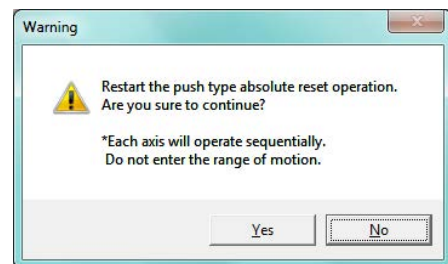 Warning
Restart the push type absolute reset operation.
Are you sure to continue?
*Each axis will operate sequentially.
Do not enter the range of motion.
Yes No